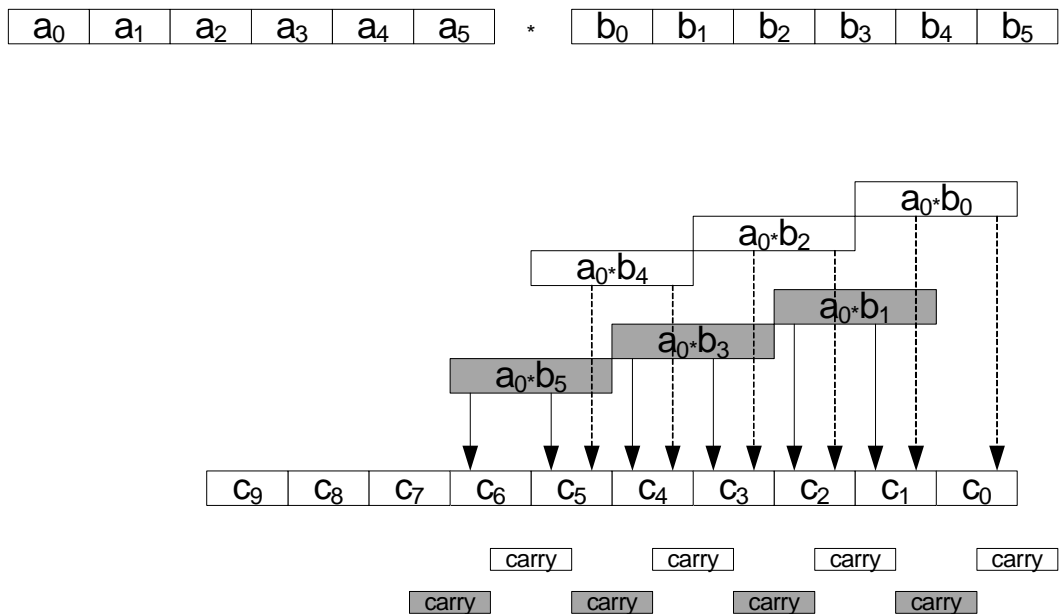 a₀ a₁ a₂ a₃ a₄ a₅ * b₀ b₁ b₂ b₃ b₄ b₅
a₀*b₀
a₀*b₂
a₀*b₄
a₀*b₁
a₀*b₃
a₀*b₅
c₉ c₈ c₇ c₆ c₅ c₄ c₃ c₂ c₁ c₀
carry carry carry carry
carry carry carry carry